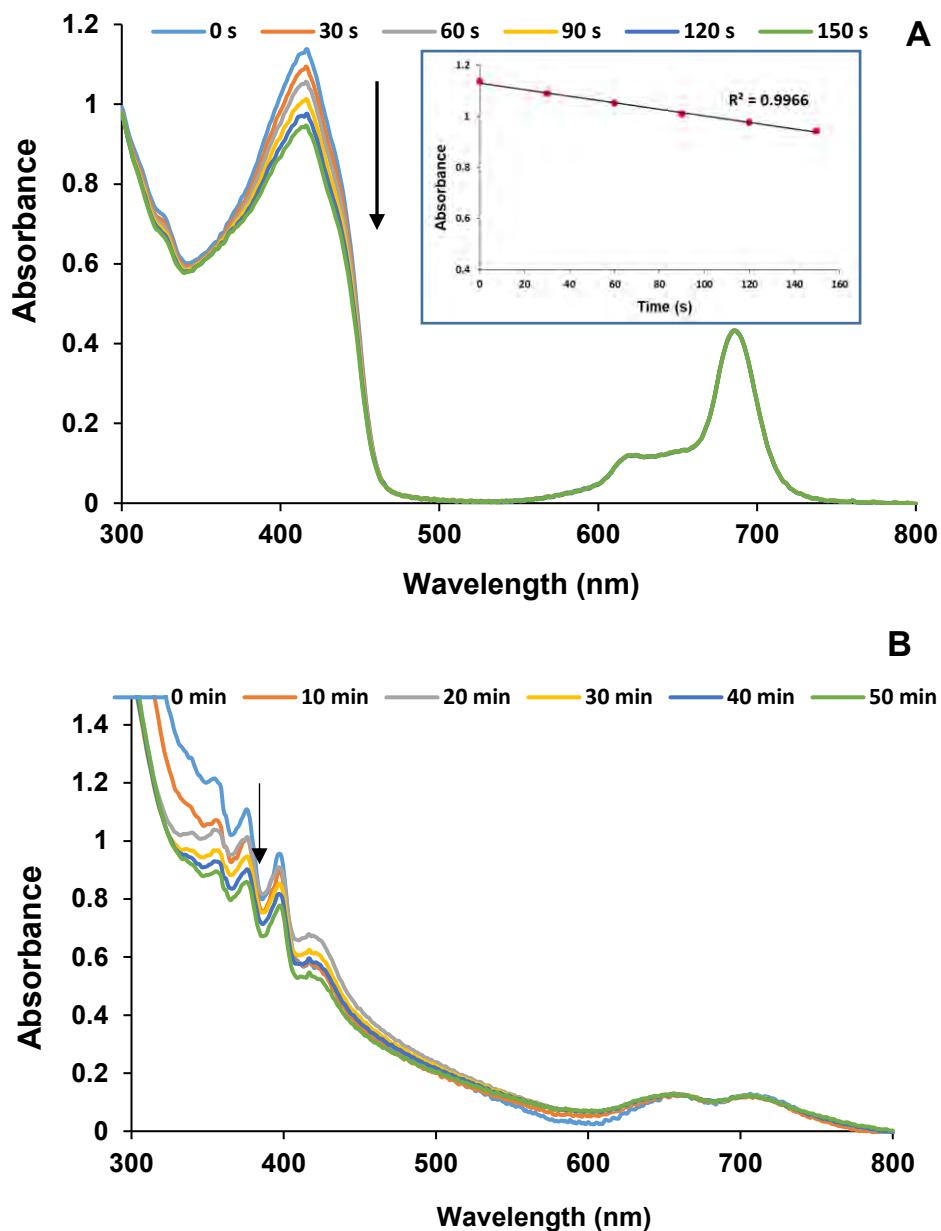 0 s 30 s 60 s 90 s 120 s 150 s
A
1.2
1
0.8
0.6
0.4
0.2
0
Absorbance
300 400 500 600 700 800
Wavelength (nm)
1.2
1
0.8
0.6
0.4
Absorbance
R² = 0.9966
0 20 40 60 80 100 120 140 160
Time (s)
B
0 min 10 min 20 min 30 min 40 min 50 min
1.4
1.2
1
0.8
0.6
0.4
0.2
0
Absorbance
300 400 500 600 700 800
Wavelength (nm)